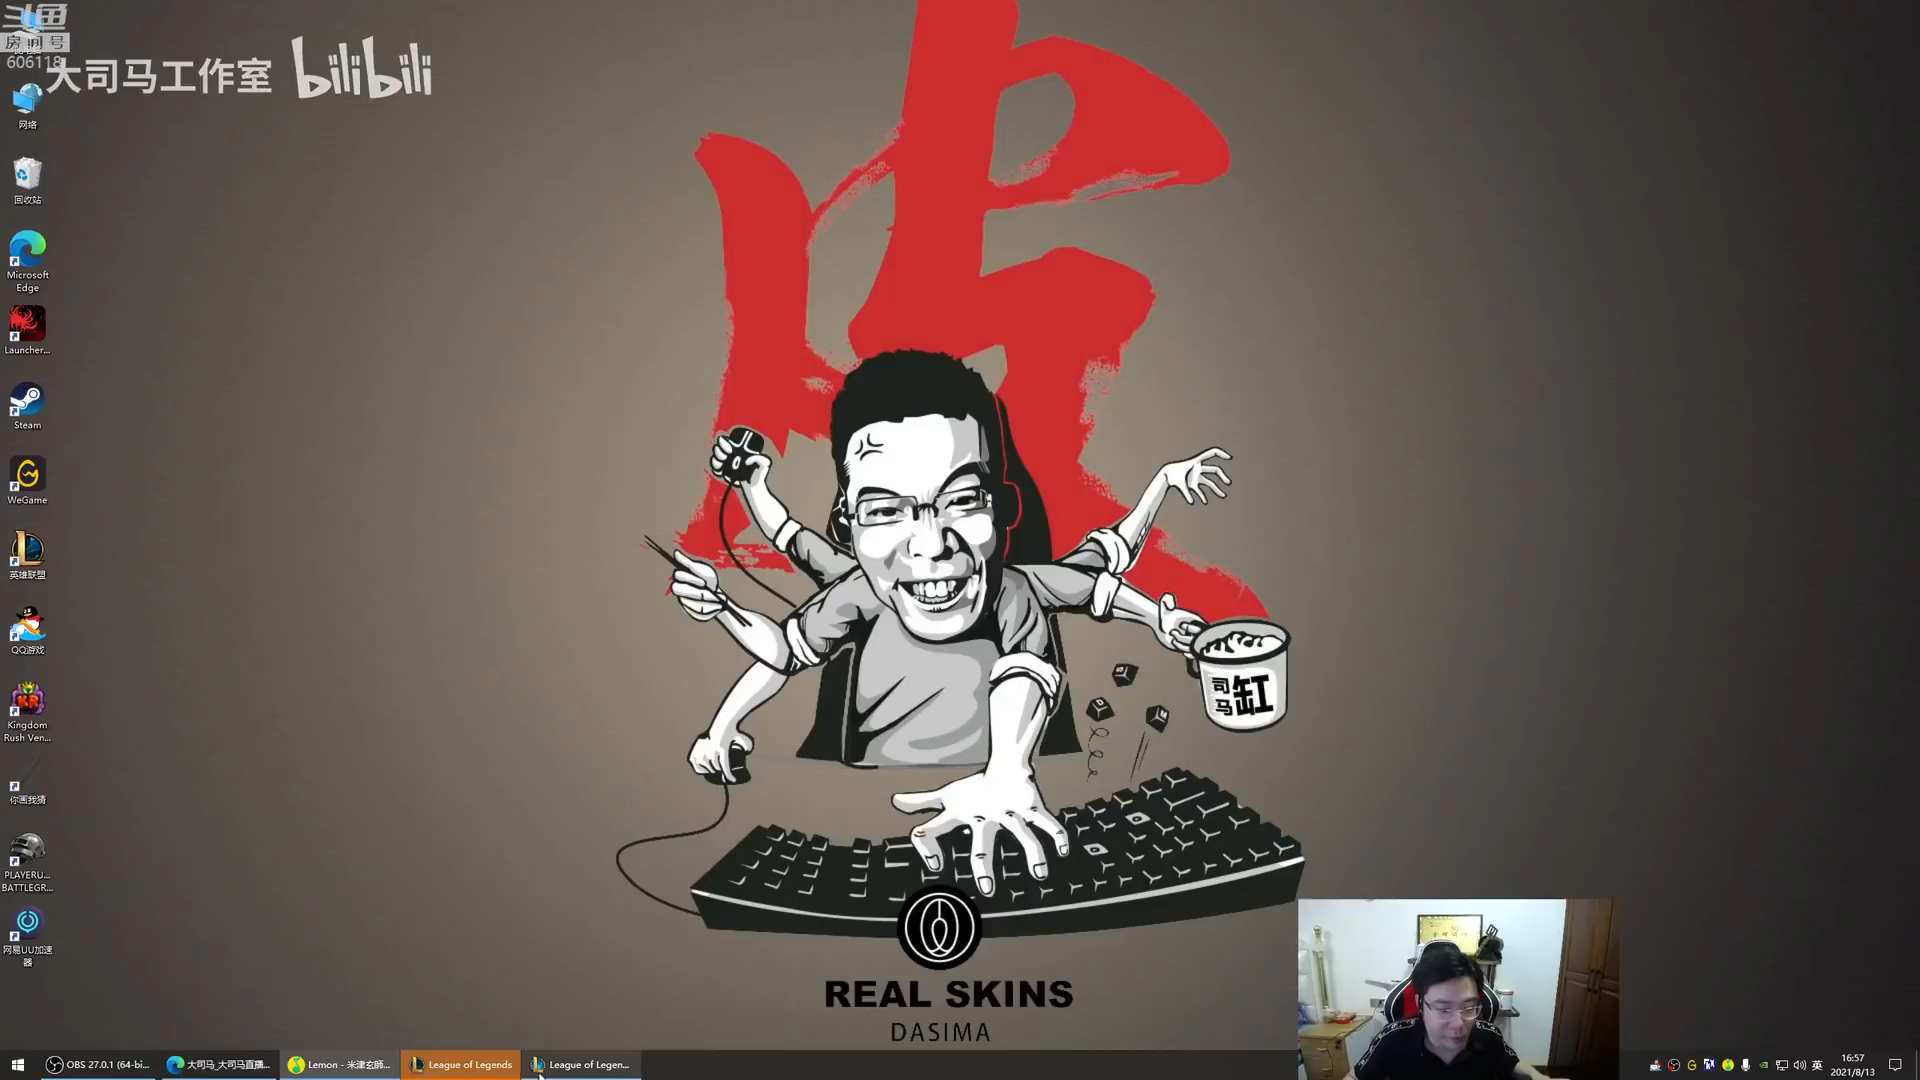 斗鱼
房间号
606118
大司马工作室 bilibili
网络
回收站
Microsoft
Edge
Launcher...
Steam
WeGame
英雄联盟
QQ游戏
Kingdom
Rush Ven...
你画我猜
PLAYERU...
BATTLEGR...
网易UU加速
器
司马
缸
S
D
M
REAL SKINS
DASIMA
OBS 27.0.1 (64-bi...
大司马_大司马直播...
Lemon - 米津玄師...
League of Legends
League of Legen...
英
16:57
2021/8/13